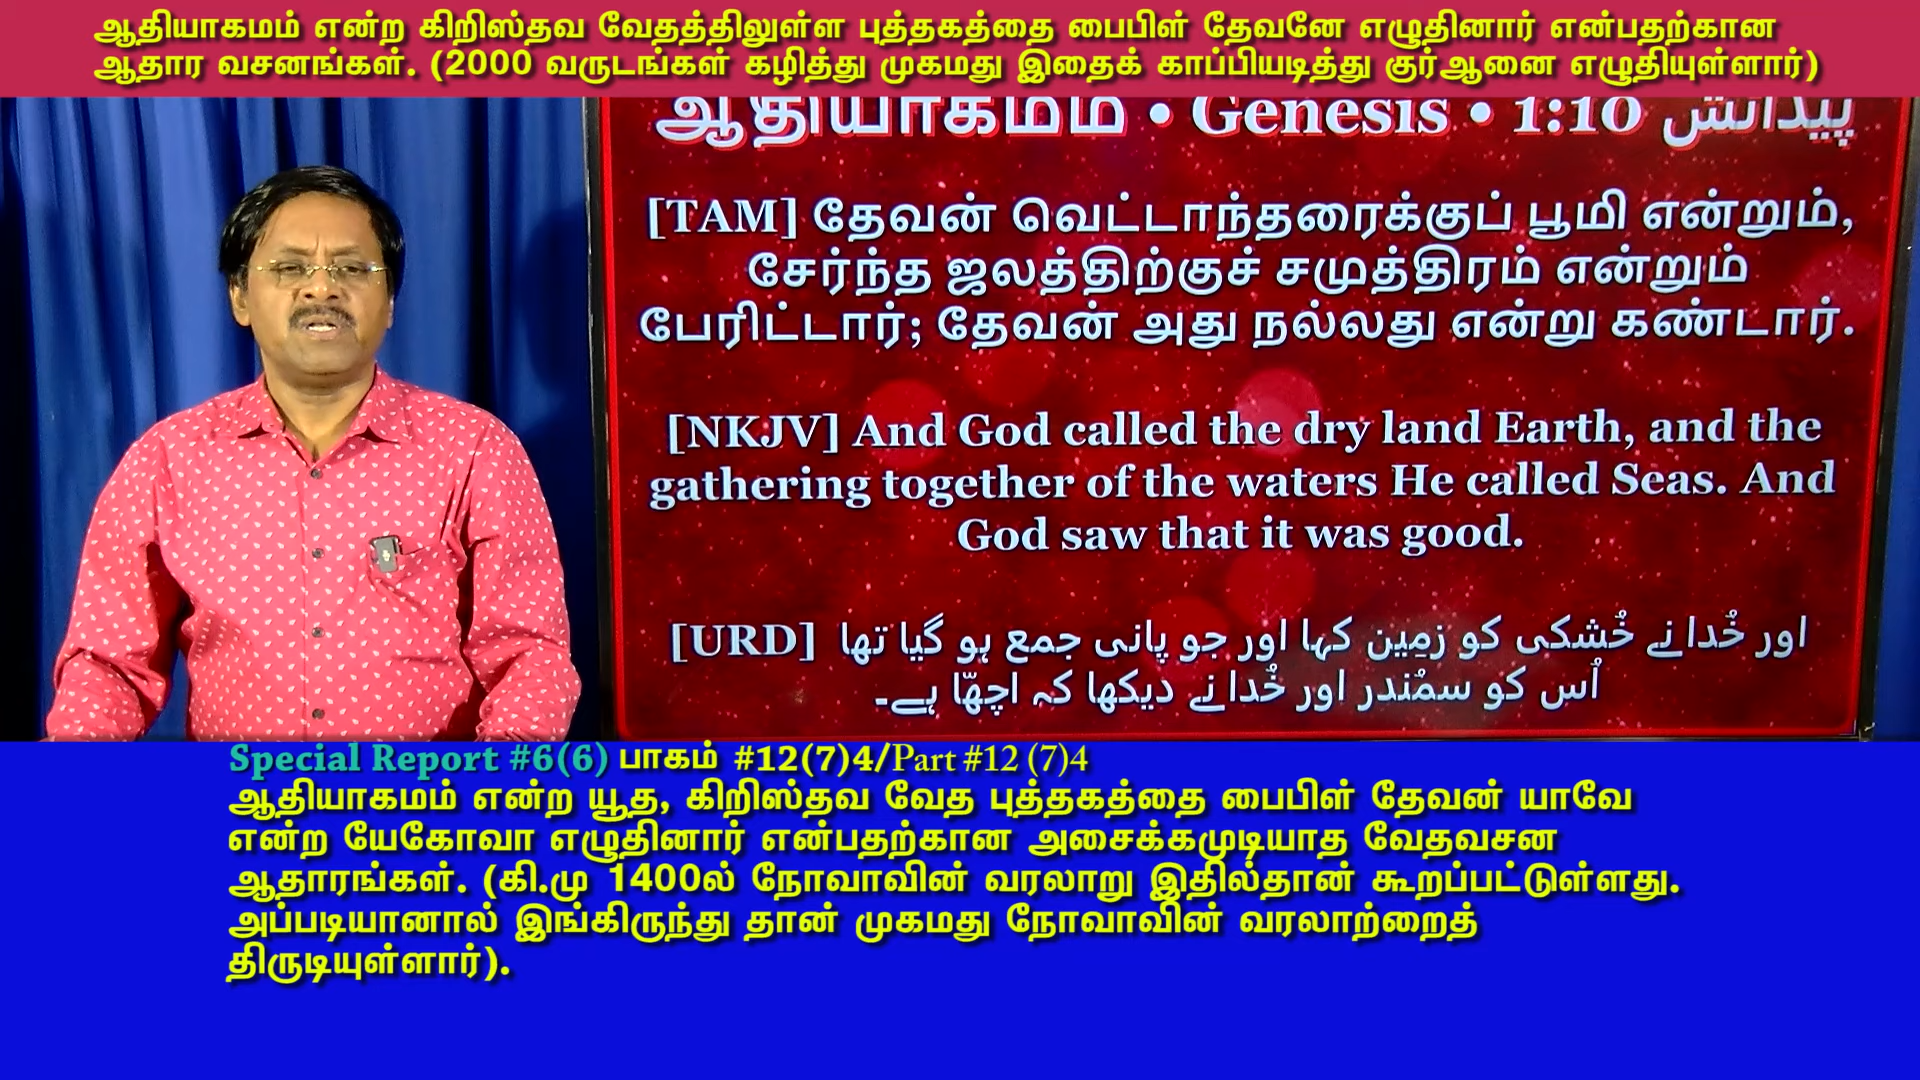 ஆதியாகமம் என்ற கிறிஸ்தவ வேதத்திலுள்ள புத்தகத்தை பைபிள் தேவனே எழுதினார் என்பதற்கான
ஆதார வசனங்கள். (2000 வருடங்கள் கழித்து முகமது இதைக் காப்பியடித்து குர்ஆனை எழுதியுள்ளார்)
ஆதியாகமம் • Genesis • 1:10 پیدائش
[TAM] தேவன் வெட்டாந்தரைக்குப் பூமி என்றும்,
சேர்ந்த ஜலத்திற்குச் சமுத்திரம் என்றும்
பேரிட்டார்; தேவன் அது நல்லது என்று கண்டார்.
[NKJV] And God called the dry land Earth, and the
gathering together of the waters He called Seas. And
God saw that it was good.
[URD] اور خُدا نے خُشکی کو زمِین کہا اور جو پانی جمع ہو گیا تھا
اُس کو سمُندر اور خُدا نے دیکھا کہ اچھّا ہے۔
Special Report #6(6) பாகம் #12(7)4/Part #12 (7)4
ஆதியாகமம் என்ற யூத, கிறிஸ்தவ வேத புத்தகத்தை பைபிள் தேவன் யாவே
என்ற யேகோவா எழுதினார் என்பதற்கான அசைக்கமுடியாத வேதவசன
ஆதாரங்கள். (கி.மு 1400ல் நோவாவின் வரலாறு இதில்தான் கூறப்பட்டுள்ளது.
அப்படியானால் இங்கிருந்து தான் முகமது நோவாவின் வரலாற்றைத்
திருடியுள்ளார்).